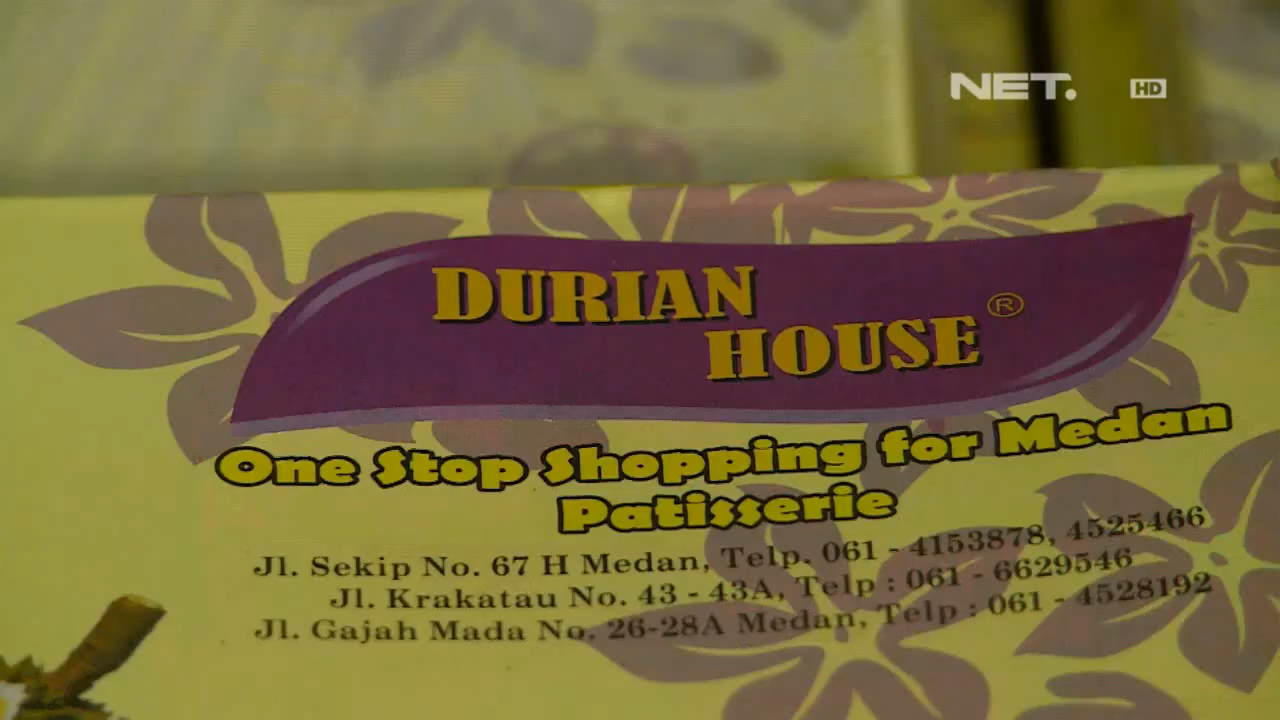 NET. HD
DURIAN
HOUSE ®
One Stop Shopping for Medan
Patisserie
Jl. Sekip No. 67 H Medan, Telp. 061 - 4153878, 4525466
Jl. Krakatau No. 43 - 43A, Telp : 061 - 6629546
Jl. Gajah Mada No. 26-28A Medan, Telp : 061 - 4528192